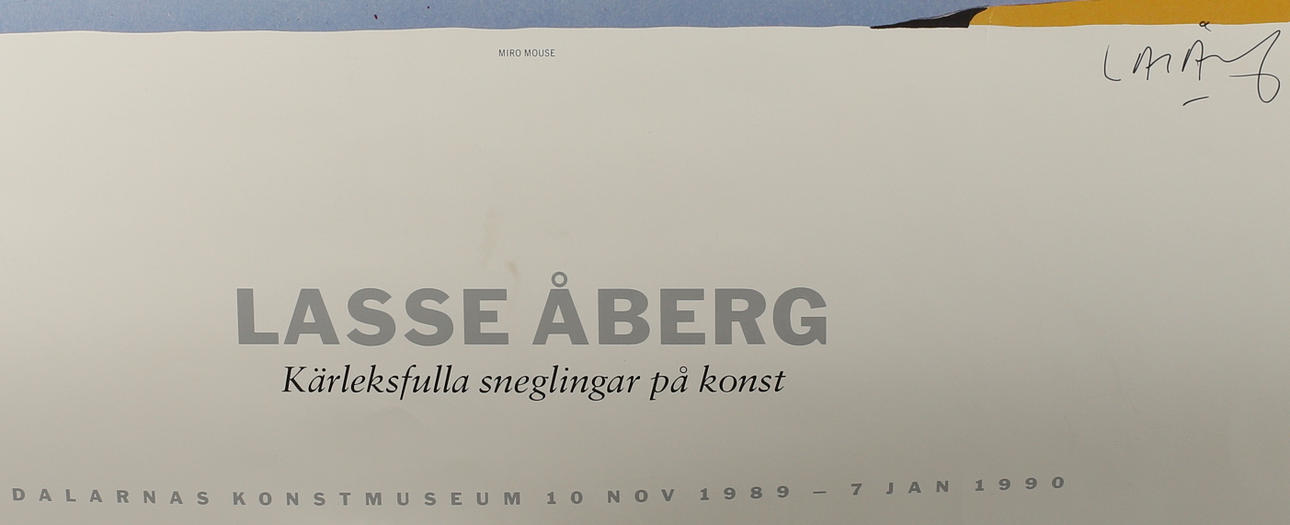 MIRO MOUSE
LASSE ÅBERG
Kärleksfulla sneglingar på konst
DALARNAS KONSTMUSEUM 10 NOV 1989 – 7 JAN 1990